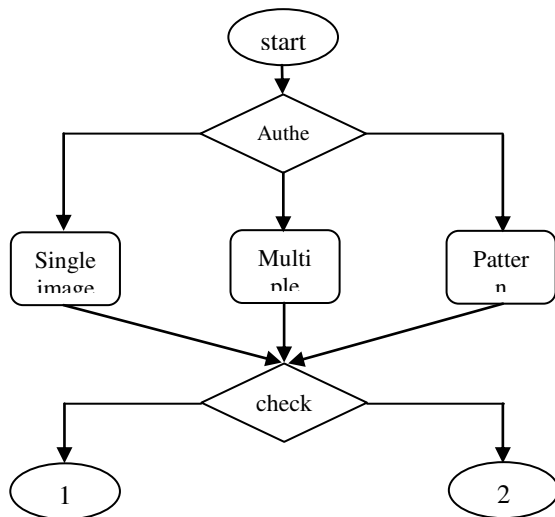 start
Authe
Single
image
Multi
ple
Patter
n
check
1
2